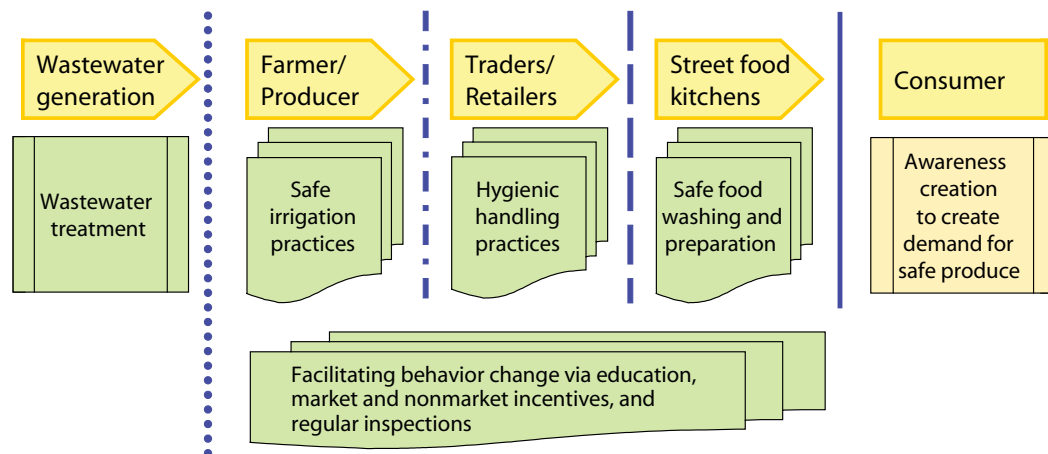 Wastewater
generation
Farmer/
Producer
Traders/
Retailers
Street food
kitchens
Consumer
Wastewater
treatment
Safe
irrigation
practices
Hygienic
handling
practices
Safe food
washing and
preparation
Awareness
creation
to create
demand for
safe produce
Facilitating behavior change via education,
market and nonmarket incentives, and
regular inspections